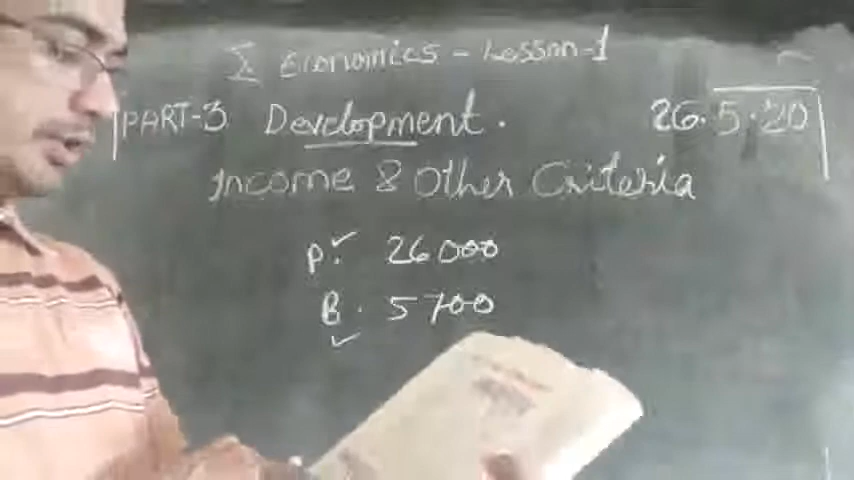 Σ Economics - Lesson-1
PART-3 Development. 26.5.20
Income & Other Criteria
P. ✓ 26000
B. 5700
✓